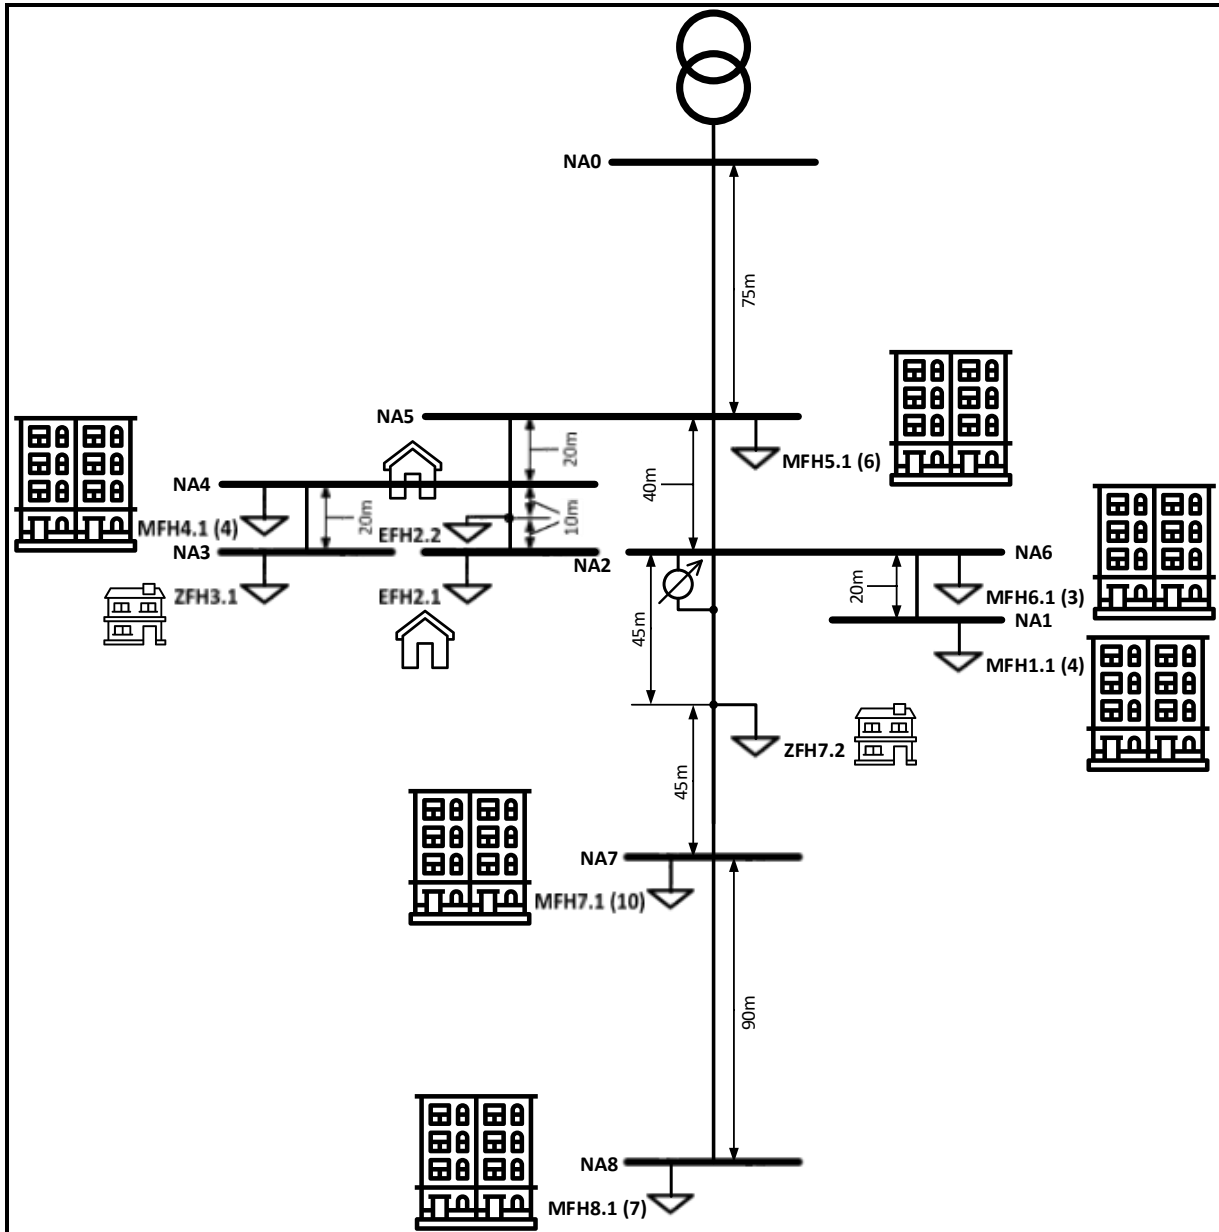 NA0
75m
NA5
MFH5.1 (6)
20m
40m
NA4
MFH4.1 (4)
20m
EFH2.2
10m
NA3
NA2
NA6
ZFH3.1
EFH2.1
45m
20m
MFH6.1 (3)
NA1
MFH1.1 (4)
ZFH7.2
45m
NA7
MFH7.1 (10)
90m
NA8
MFH8.1 (7)